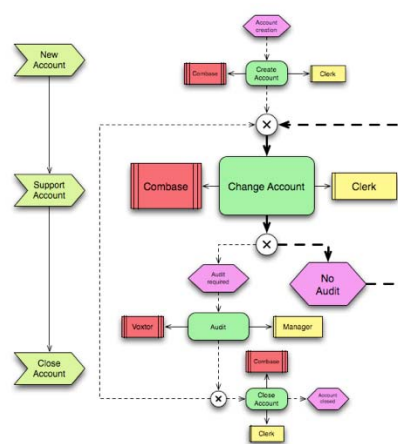 Account
creation
New
Account
Combase
Create
Account
Clerk
Support
Account
Combase
Change Account
Clerk
Audit
required
No
Audit
Voxtor
Audit
Manager
Combase
Close
Account
Close
Account
Account
closed
Clerk